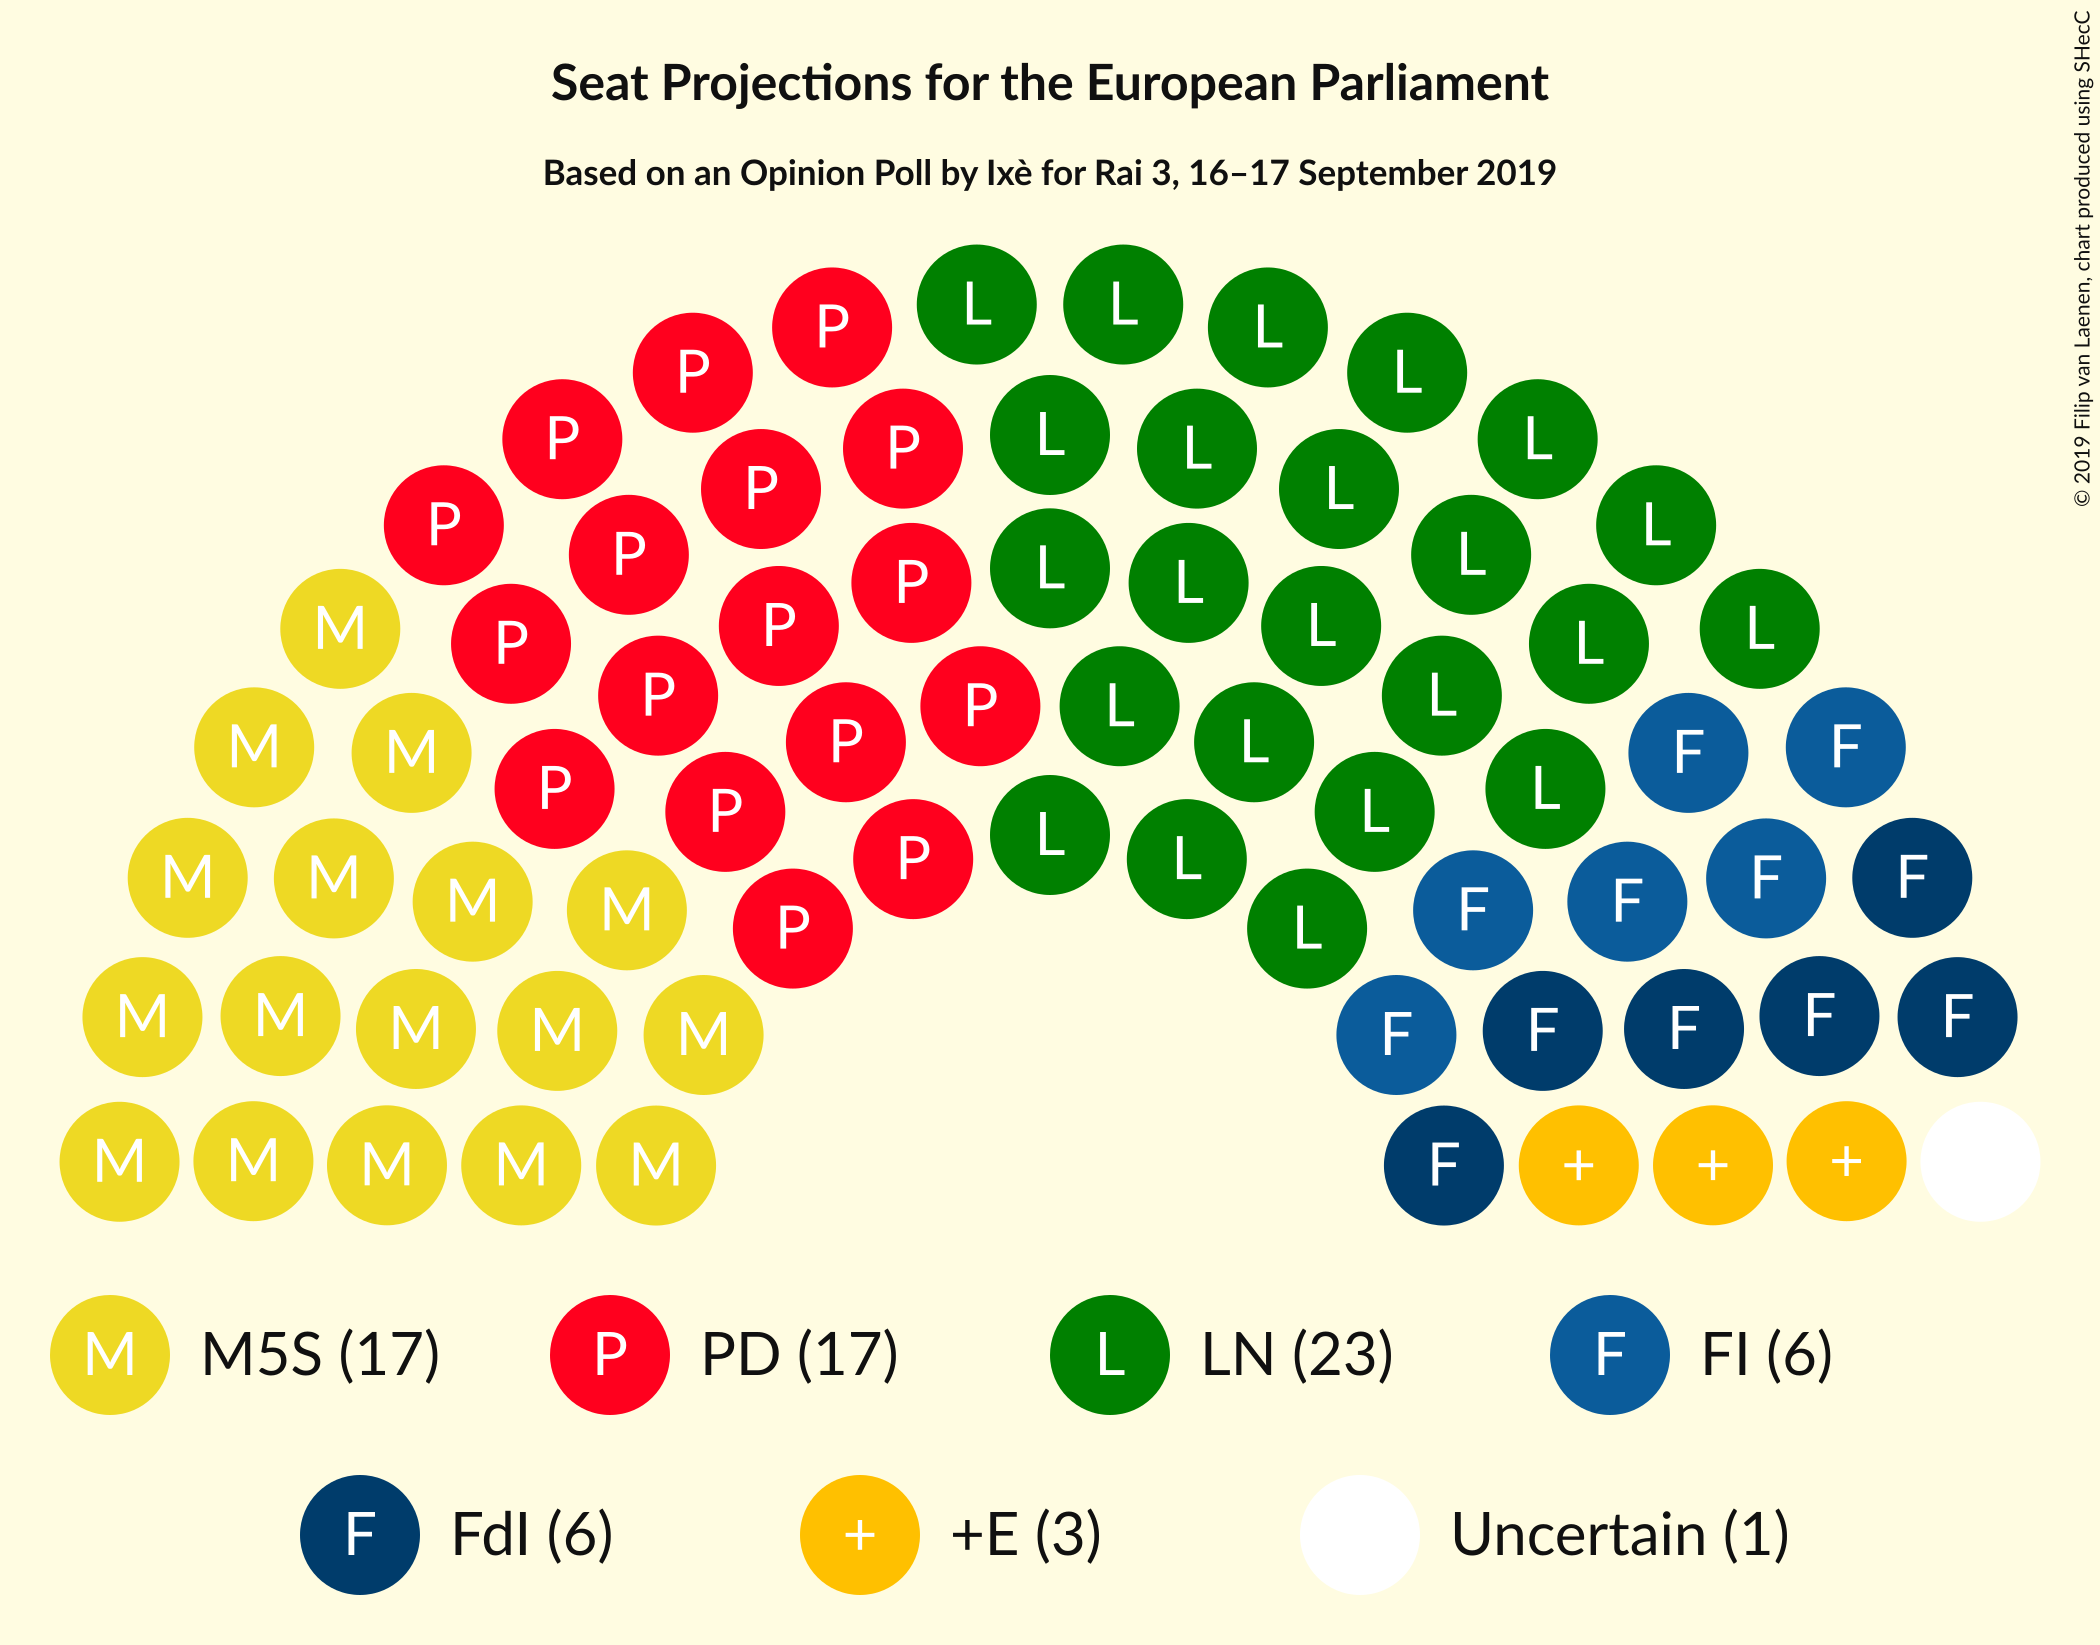 Seat Projections for the European Parliament
Based on an Opinion Poll by Ixè for Rai 3, 16–17 September 2019
© 2019 Filip van Laenen, chart produced using SHecC
L L
P L
P L
P L
P L
P L
P L
P L
P L
M L
P L
L
P L
P L
P L
P L
P L
P L
M F
M F
P L
P L
L
P L
M M F F
M M F F
P L
M M F F
M M F F
M F
M M M M M F + + +
M M5S (17) P PD (17) L LN (23) F FI (6)
F FdI (6) + +E (3) Uncertain (1)